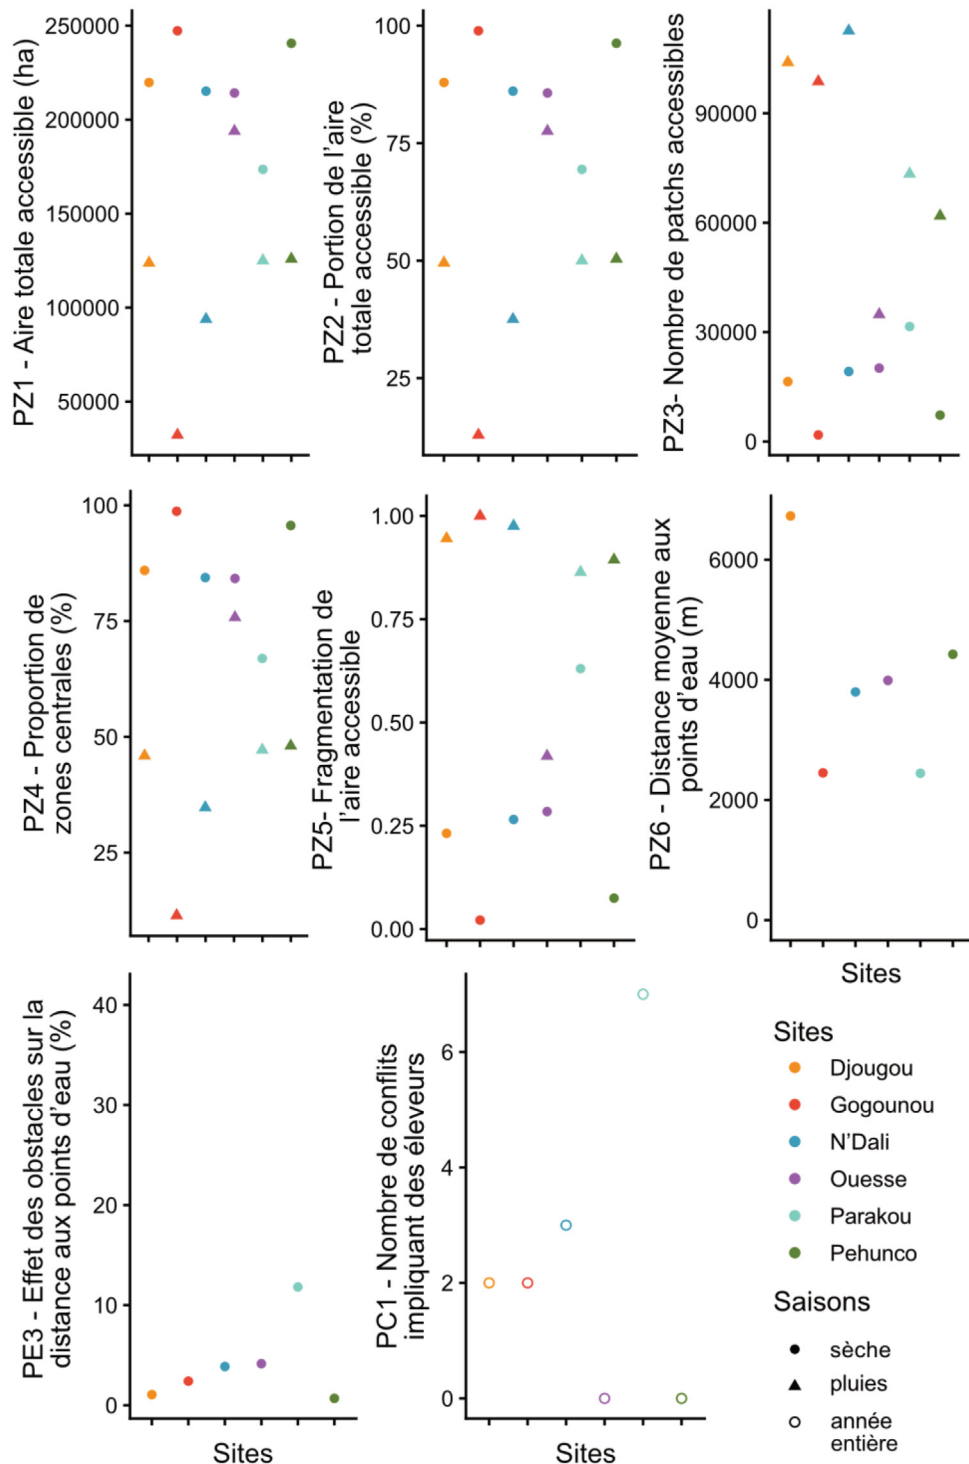 PZ1 - Aire totale accessible (ha)
250000
200000
150000
100000
50000
PZ2 - Portion de l’aire
totale accessible (%)
100
75
50
25
PZ3- Nombre de patchs accessibles
90000
60000
30000
0
PZ4 - Proportion de
zones centrales (%)
100
75
50
25
PZ5- Fragmentation de
l’aire accessible
1.00
0.75
0.50
0.25
0.00
PZ6 - Distance moyenne aux
points d’eau (m)
6000
4000
2000
0
Sites
PE3 - Effet des obstacles sur la
distance aux points d’eau (%)
40
30
20
10
0
Sites
PC1 - Nombre de conflits
impliquant des éleveurs
6
4
2
0
Sites
Sites
Djougou
Gogounou
N’Dali
Ouesse
Parakou
Pehunco
Saisons
sèche
pluies
année
entière